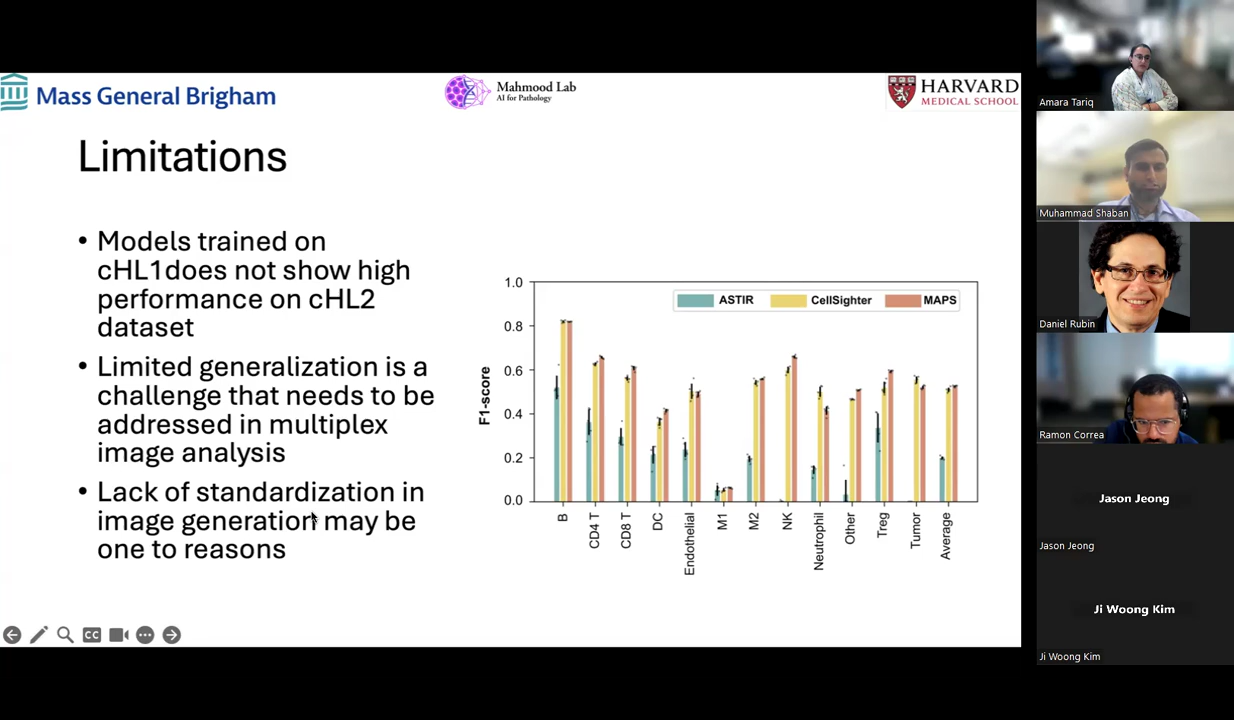 Mass General Brigham
Mahmood Lab
AI for Pathology
HARVARD
MEDICAL SCHOOL
Limitations
• Models trained on
cHL1does not show high
performance on cHL2
dataset
• Limited generalization is a
challenge that needs to be
addressed in multiplex
image analysis
• Lack of standardization in
image generation may be
one to reasons
ASTIR
CellSighter
MAPS
F1-score
1.0
0.8
0.6
0.4
0.2
0.0
B
CD4 T
CD8 T
DC
Endothelial
M1
M2
NK
Neutrophil
Other
Treg
Tumor
Average
CC
Amara Tariq
Muhammad Shaban
Daniel Rubin
Ramon Correa
Jason Jeong
Jason Jeong
Ji Woong Kim
Ji Woong Kim